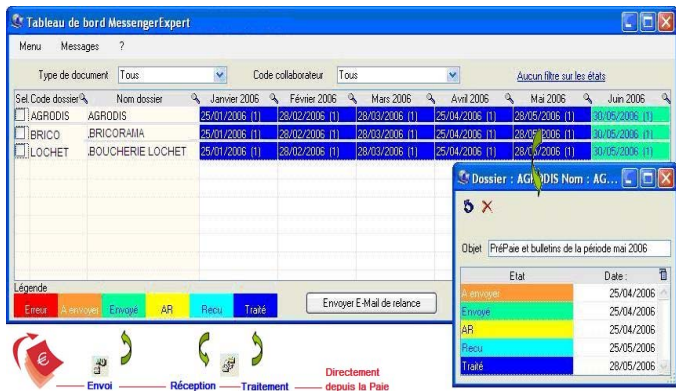 Tableau de bord MessengerExpert
Menu Messages ?
Type de document Tous Code collaborateur Tous Aucun filtre sur les états
Sel. Code dossier Nom dossier Janvier 2006 Février 2006 Mars 2006 Avril 2006 Mai 2006 Juin 2006
AGRODIS AGRODIS 25/01/2006 (1) 28/02/2006 (1) 28/03/2006 (1) 25/04/2006 (1) 28/05/2006 (1) 30/05/2006 (1)
BRICO .BRICORAMA 25/01/2006 (1) 28/02/2006 (1) 28/03/2006 (1) 25/04/2006 (1) 28/05/2006 (1) 30/05/2006 (1)
LOCHET .BOUCHERIE LOCHET 25/01/2006 (1) 28/02/2006 (1) 28/03/2006 (1) 25/04/2006 (1) 28/05/2006 (1) 30/05/2006 (1)
Dossier : AGRODIS Nom : AG...
Objet PréPaie et bulletins de la période mai 2006
Etat Date :
A envoyer 25/04/2006
Envoyé 25/04/2006
AR 25/04/2006
Recu 25/05/2006
Traité 28/05/2006
Légende
Erreur A envoyer Envoyé AR Recu Traité
Envoyer E-Mail de relance
€
Envoi Réception Traitement Directement
depuis la Paie